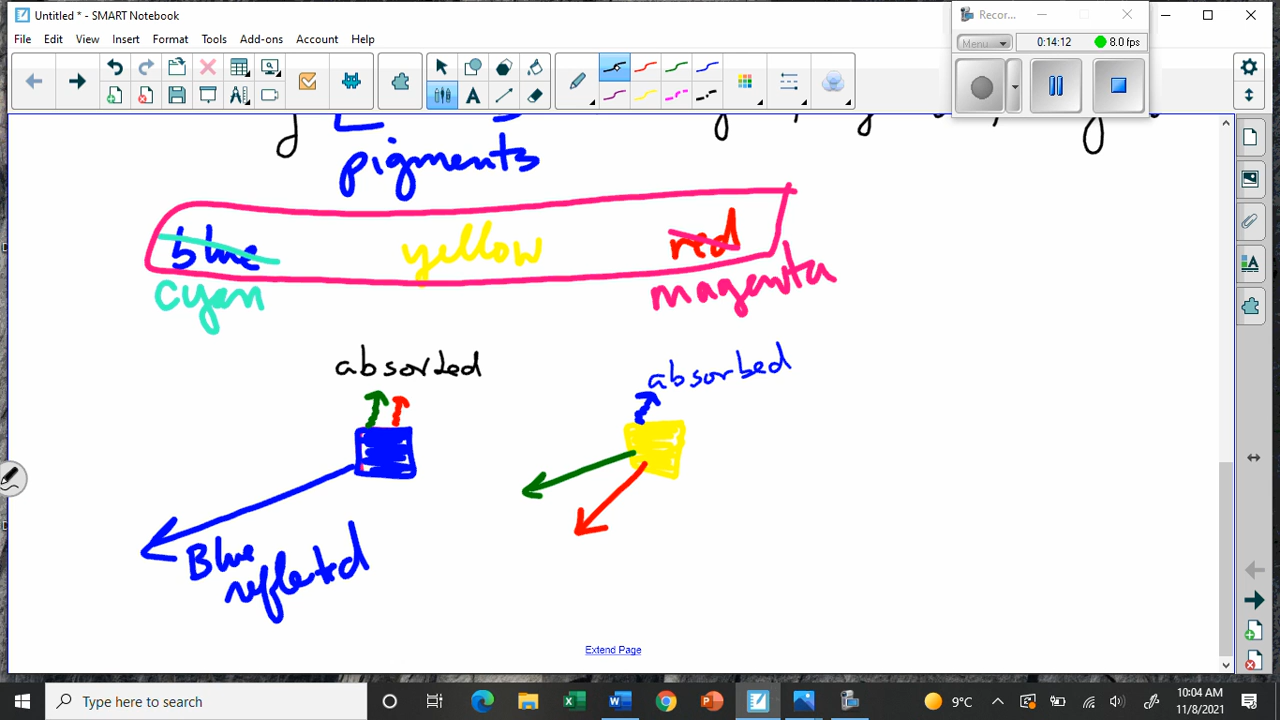 Untitled * - SMART Notebook
Recor...
File Edit View Insert Format Tools Add-ons Account Help
Menu
0:14:12
8.0 fps
pigments
blue yellow red
cyan magenta
absorbed absorbed
Blue
reflected
Extend Page
Type here to search
9°C
10:04 AM
11/8/2021